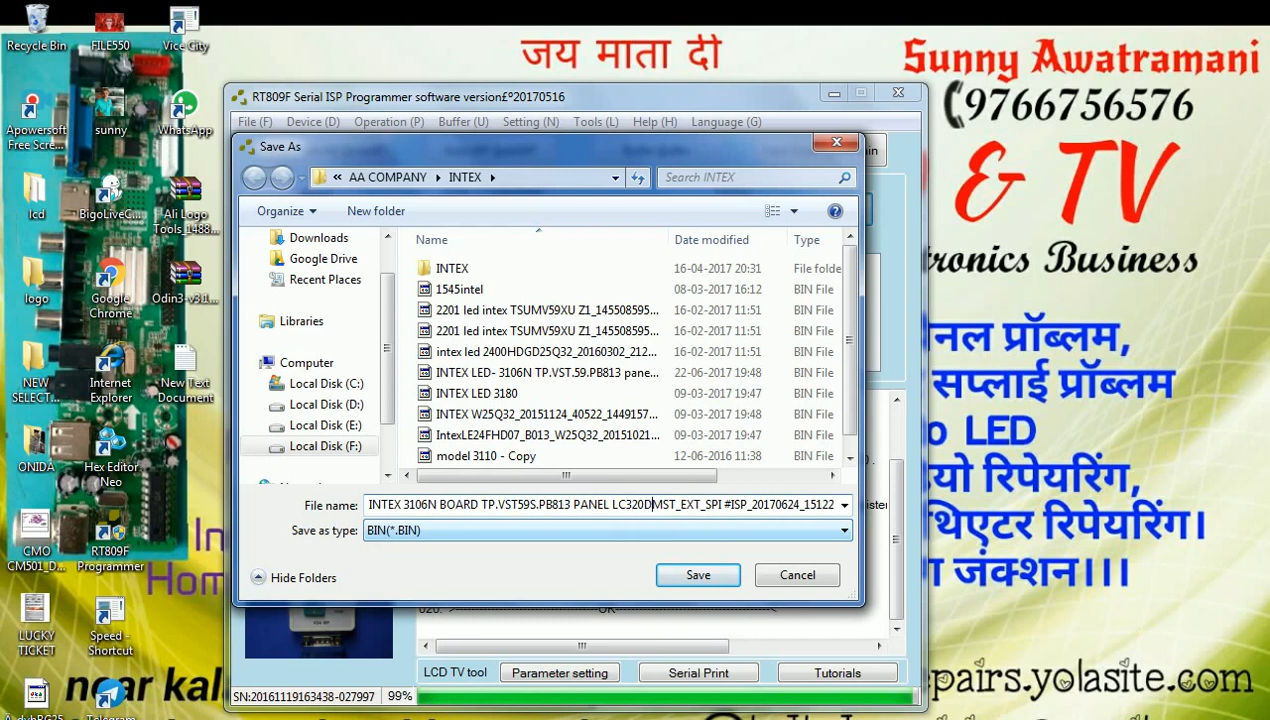 Recycle Bin
FILE550
Vice City
Apowersoft
Free Scre...
sunny
WhatsApp
lcd
BigoLiveC...
Ali Logo
Tools_1488...
logo
Google
Chrome
Odin3-v31...
NEW
SELECT...
Internet
Explorer
New Text
Document
ONIDA
Hex Editor
Neo
CMO
CM501_D...
RT809F
Programmer
LUCKY
TICKET
Speed -
Shortcut
Telegram
जय माता दी
Sunny Awatramani
9766756576
& TV
ronics Business
नल प्रॉब्लम,
सप्लाई प्रॉब्लम
o LED
यो रिपेयरिंग,
थिएटर रिपेयरिंग।
जंक्शन।।।
near kal
pairs.yolasite.com
RT809F Serial ISP Programmer software version£º20170516
File (F) Device (D) Operation (P) Buffer (U) Setting (N) Tools (L) Help (H) Language (G)
Save As
« AA COMPANY INTEX
Search INTEX
Organize New folder
Downloads
Google Drive
Recent Places
Libraries
Computer
Local Disk (C:)
Local Disk (D:)
Local Disk (E:)
Local Disk (F:)
Name Date modified Type
INTEX 16-04-2017 20:31 File folde
1545intel 08-03-2017 16:12 BIN File
2201 led intex TSUMV59XU Z1_145508595... 16-02-2017 11:51 BIN File
2201 led intex TSUMV59XU Z1_145508595... 16-02-2017 11:51 BIN File
intex led 2400HDGD25Q32_20160302_212... 16-02-2017 11:51 BIN File
INTEX LED- 3106N TP.VST.59.PB813 pane... 22-06-2017 19:48 BIN File
INTEX LED 3180 09-03-2017 19:47 BIN File
INTEX W25Q32_20151124_40522_1449157... 09-03-2017 19:48 BIN File
IntexLE24FHD07_B013_W25Q32_20151021... 09-03-2017 19:47 BIN File
model 3110 - Copy 12-06-2016 11:38 BIN File
File name: INTEX 3106N BOARD TP.VST59S.PB813 PANEL LC320DMST_EXT_SPI #ISP_20170624_15122
Save as type: BIN(*.BIN)
Hide Folders
Save Cancel
LCD TV tool Parameter setting Serial Print Tutorials
SN:20161119163438-027997 99%